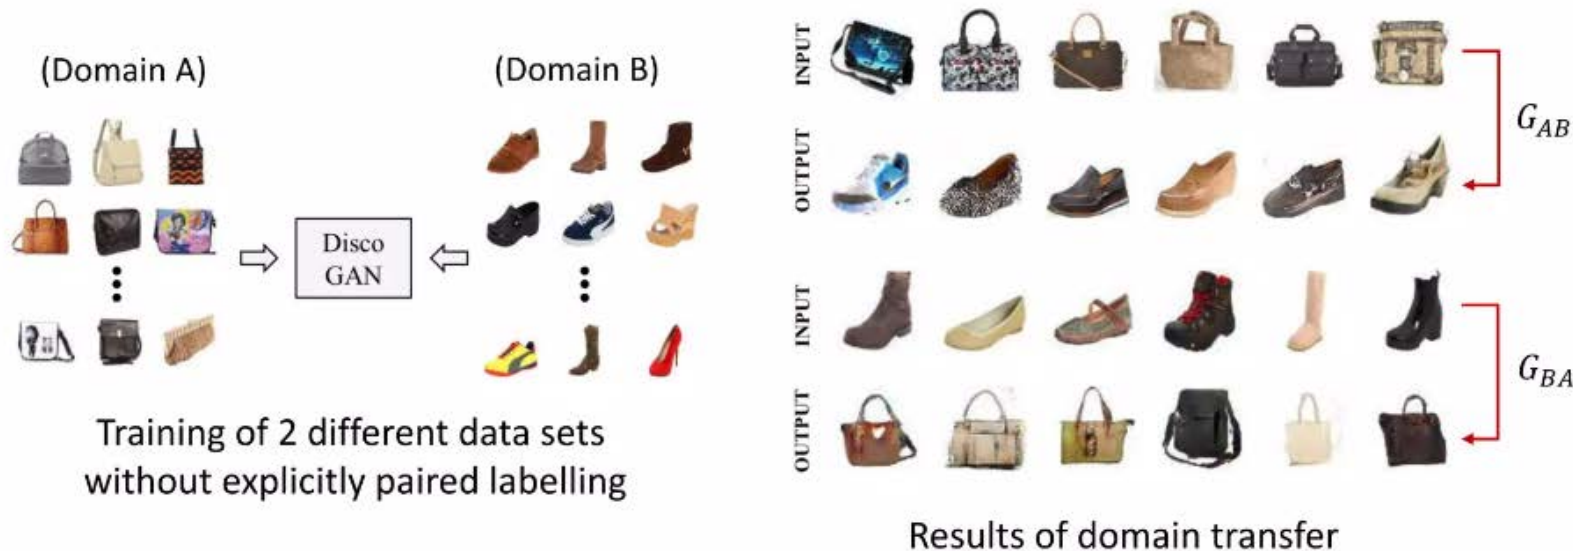 (Domain A)
(Domain B)
Disco
GAN
Training of 2 different data sets
without explicitly paired labelling
INPUT
OUTPUT
G_AB
INPUT
OUTPUT
G_BA
Results of domain transfer